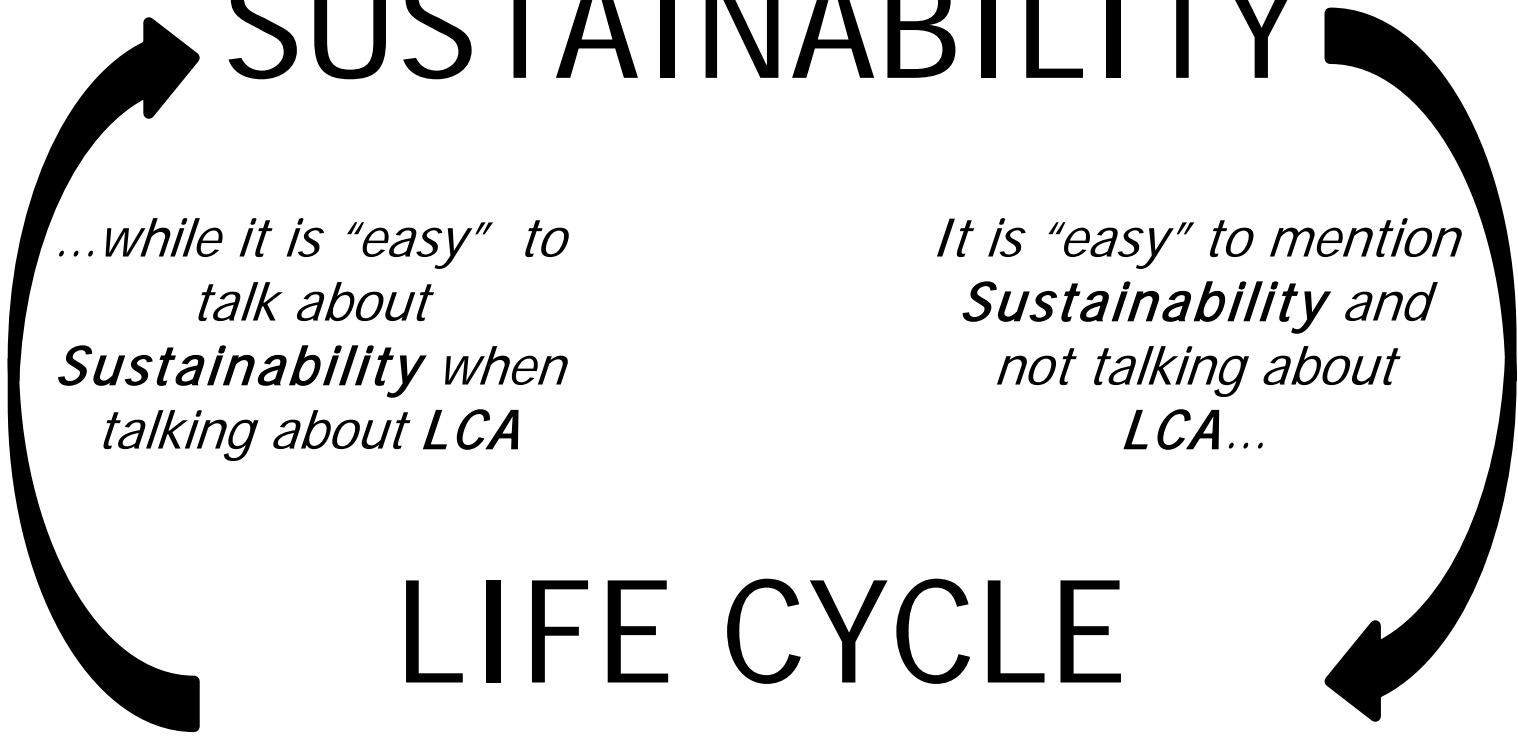 SUSTAINABILITY
...while it is “easy” to
talk about
Sustainability when
talking about LCA
It is “easy” to mention
Sustainability and
not talking about
LCA...
LIFE CYCLE